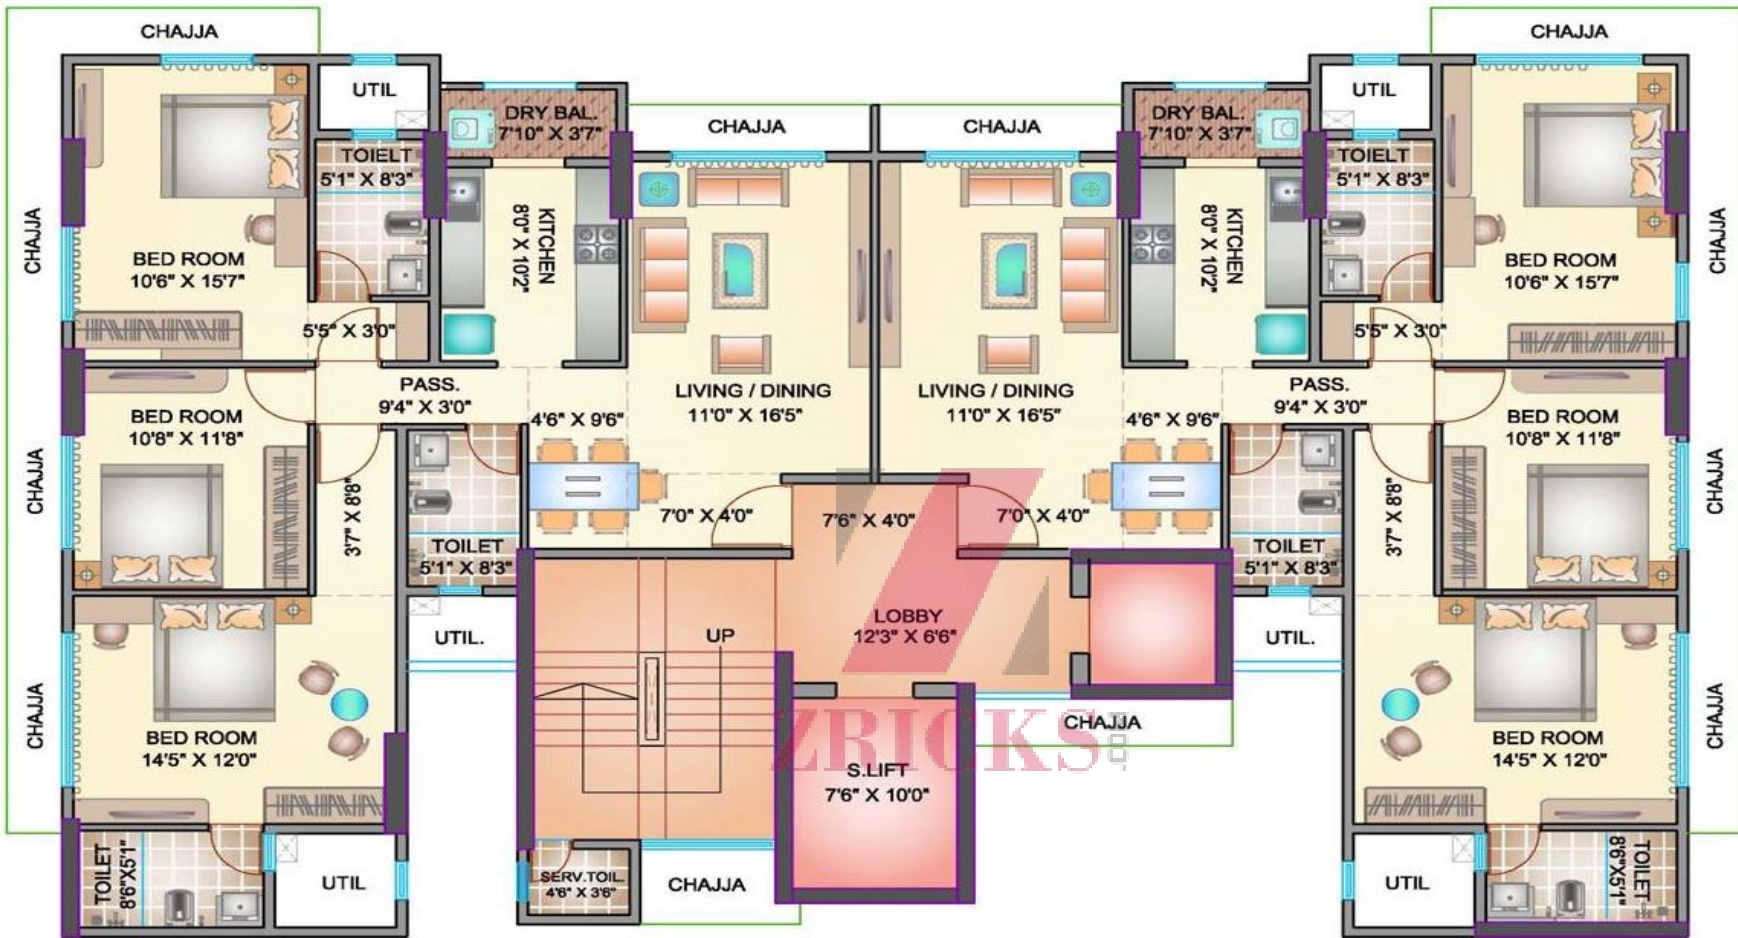 CHAJJA
CHAJJA
UTIL
UTIL
DRY BAL.
7'10" X 3'7"
CHAJJA
CHAJJA
DRY BAL.
7'10" X 3'7"
TOIELT
5'1" X 8'3"
TOIELT
5'1" X 8'3"
CHAJJA
BED ROOM
10'6" X 15'7"
KITCHEN
8'0" X 10'2"
KITCHEN
8'0" X 10'2"
BED ROOM
10'6" X 15'7"
CHAJJA
5'5" X 3'0"
5'5" X 3'0"
PASS.
9'4" X 3'0"
LIVING / DINING
11'0" X 16'5"
LIVING / DINING
11'0" X 16'5"
PASS.
9'4" X 3'0"
BED ROOM
10'8" X 11'8"
4'6" X 9'6"
4'6" X 9'6"
BED ROOM
10'8" X 11'8"
CHAJJA
3'7" X 8'8"
7'0" X 4'0"
7'6" X 4'0"
7'0" X 4'0"
3'7" X 8'8"
CHAJJA
TOILET
5'1" X 8'3"
TOILET
5'1" X 8'3"
UTIL.
UP
LOBBY
12'3" X 6'6"
UTIL.
CHAJJA
BED ROOM
14'5" X 12'0"
CHAJJA
ZRICKS
BED ROOM
14'5" X 12'0"
CHAJJA
S.LIFT
7'6" X 10'0"
TOILET
8'6"X5'1"
UTIL
SERV.TOIL.
4'6" X 3'6"
CHAJJA
UTIL
TOILET
8'6"X5'1"